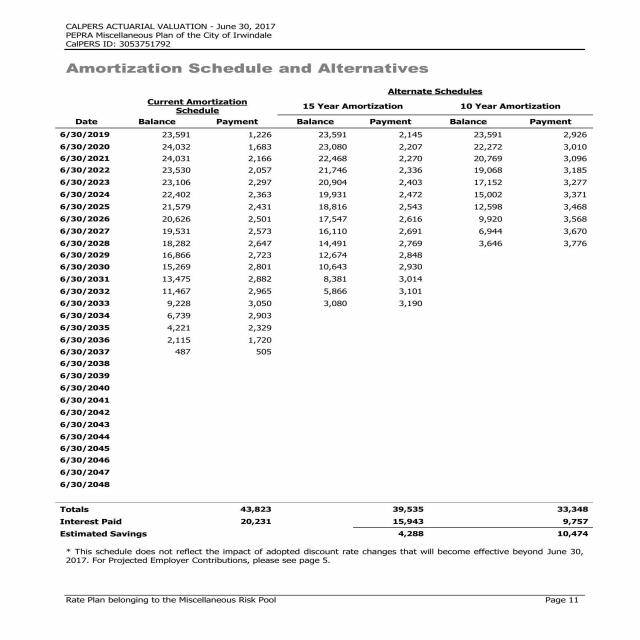 CALPERS ACTUARIAL VALUATION - June 30, 2017
PEPRA Miscellaneous Plan of the City of Irwindale
CalPERS ID: 3053751792
Amortization Schedule and Alternatives
Alternate Schedules
Current Amortization
Schedule
15 Year Amortization 10 Year Amortization
Date Balance Payment Balance Payment Balance Payment
6/30/2019 23,591 1,226 23,591 2,145 23,591 2,926
6/30/2020 24,032 1,683 23,080 2,207 22,272 3,010
6/30/2021 24,031 2,166 22,468 2,270 20,769 3,096
6/30/2022 23,530 2,057 21,746 2,336 19,068 3,185
6/30/2023 23,106 2,297 20,904 2,403 17,152 3,277
6/30/2024 22,402 2,363 19,931 2,472 15,002 3,371
6/30/2025 21,579 2,431 18,816 2,543 12,598 3,468
6/30/2026 20,626 2,501 17,547 2,616 9,920 3,568
6/30/2027 19,531 2,573 16,110 2,691 6,944 3,670
6/30/2028 18,282 2,647 14,491 2,769 3,646 3,776
6/30/2029 16,866 2,723 12,674 2,848
6/30/2030 15,269 2,801 10,643 2,930
6/30/2031 13,475 2,882 8,381 3,014
6/30/2032 11,467 2,965 5,866 3,101
6/30/2033 9,228 3,050 3,080 3,190
6/30/2034 6,739 2,903
6/30/2035 4,221 2,329
6/30/2036 2,115 1,720
6/30/2037 487 505
6/30/2038
6/30/2039
6/30/2040
6/30/2041
6/30/2042
6/30/2043
6/30/2044
6/30/2045
6/30/2046
6/30/2047
6/30/2048
Totals 43,823 39,535 33,348
Interest Paid 20,231 15,943 9,757
Estimated Savings 4,288 10,474
* This schedule does not reflect the impact of adopted discount rate changes that will become effective beyond June 30,
2017. For Projected Employer Contributions, please see page 5.
Rate Plan belonging to the Miscellaneous Risk Pool Page 11